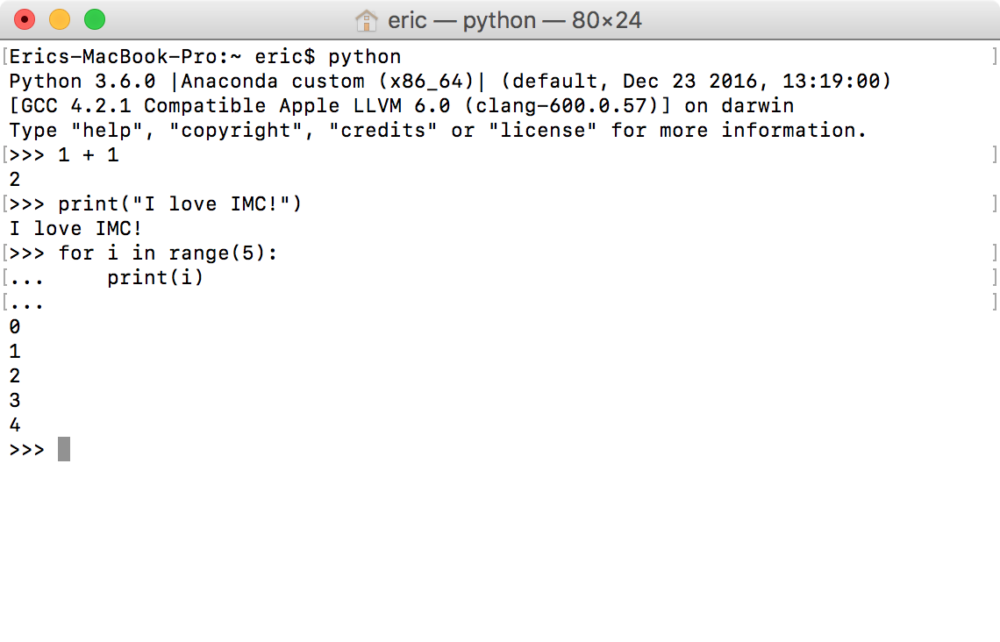 eric — python — 80×24
[Erics-MacBook-Pro:~ eric$ python ]
Python 3.6.0 |Anaconda custom (x86_64)| (default, Dec 23 2016, 13:19:00)
[GCC 4.2.1 Compatible Apple LLVM 6.0 (clang-600.0.57)] on darwin
Type "help", "copyright", "credits" or "license" for more information.
[>>> 1 + 1 ]
2
[>>> print("I love IMC!") ]
I love IMC!
[>>> for i in range(5): ]
[...     print(i) ]
[... ]
0
1
2
3
4
>>>